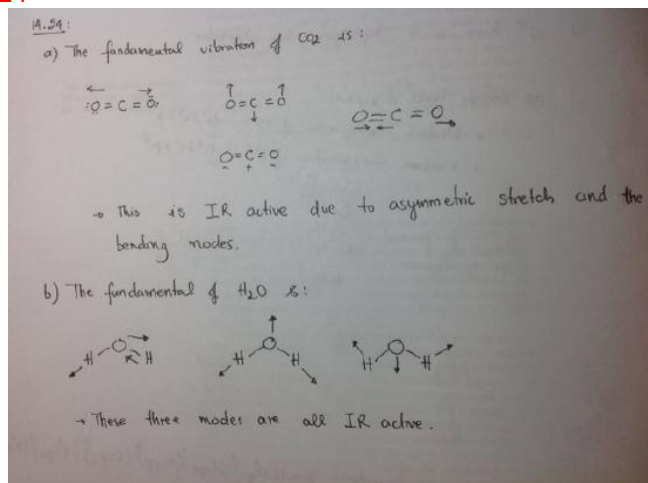 14.24:
a) The fundamental vibration of CO2 is:
:O = C = O:
O=C=O
O=C=O
O=C=O
- + -
→ This is IR active due to asymmetric stretch and the
bending modes.
b) The fundamental of H2O is:
H-O H
H-O-H
H-O-H
→ These three modes are all IR active.